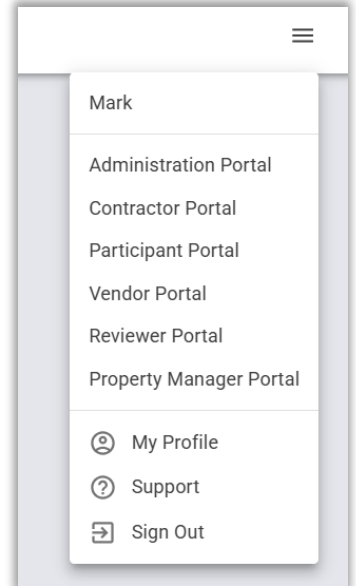 Mark
Administration Portal
Contractor Portal
Participant Portal
Vendor Portal
Reviewer Portal
Property Manager Portal
My Profile
Support
Sign Out